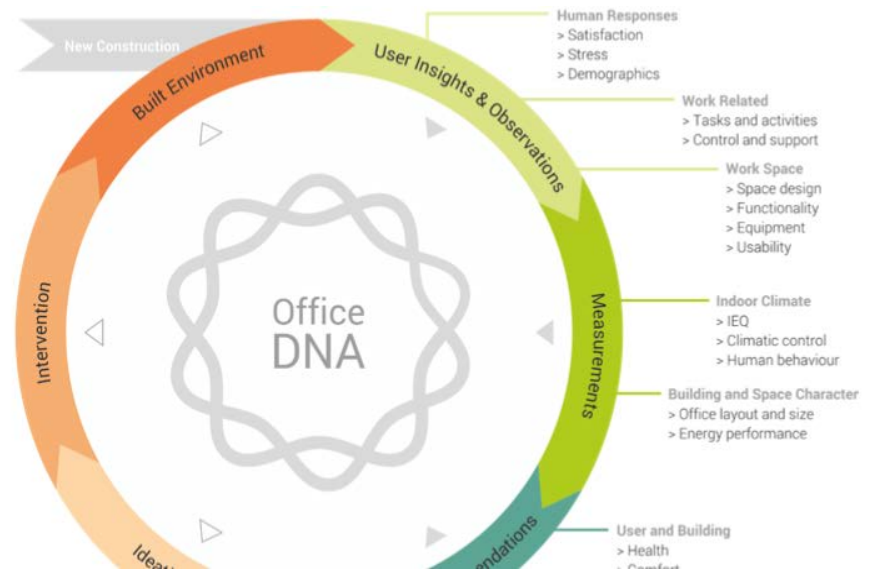 New Construction
Built Environment
User Insights & Observations
Human Responses
> Satisfaction
> Stress
> Demographics
Work Related
> Tasks and activities
> Control and support
Work Space
> Space design
> Functionality
> Equipment
> Usability
Measurements
Indoor Climate
> IEQ
> Climatic control
> Human behaviour
Building and Space Character
> Office layout and size
> Energy performance
Office
DNA
Intervention
User and Building
> Health